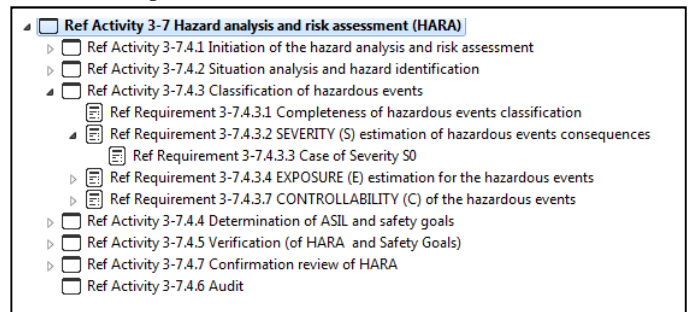 Ref Activity 3-7 Hazard analysis and risk assessment (HARA)
Ref Activity 3-7.4.1 Initiation of the hazard analysis and risk assessment
Ref Activity 3-7.4.2 Situation analysis and hazard identification
Ref Activity 3-7.4.3 Classification of hazardous events
Ref Requirement 3-7.4.3.1 Completeness of hazardous events classification
Ref Requirement 3-7.4.3.2 SEVERITY (S) estimation of hazardous events consequences
Ref Requirement 3-7.4.3.3 Case of Severity S0
Ref Requirement 3-7.4.3.4 EXPOSURE (E) estimation for the hazardous events
Ref Requirement 3-7.4.3.7 CONTROLLABILITY (C) of the hazardous events
Ref Activity 3-7.4.4 Determination of ASIL and safety goals
Ref Activity 3-7.4.5 Verification (of HARA and Safety Goals)
Ref Activity 3-7.4.7 Confirmation review of HARA
Ref Activity 3-7.4.6 Audit